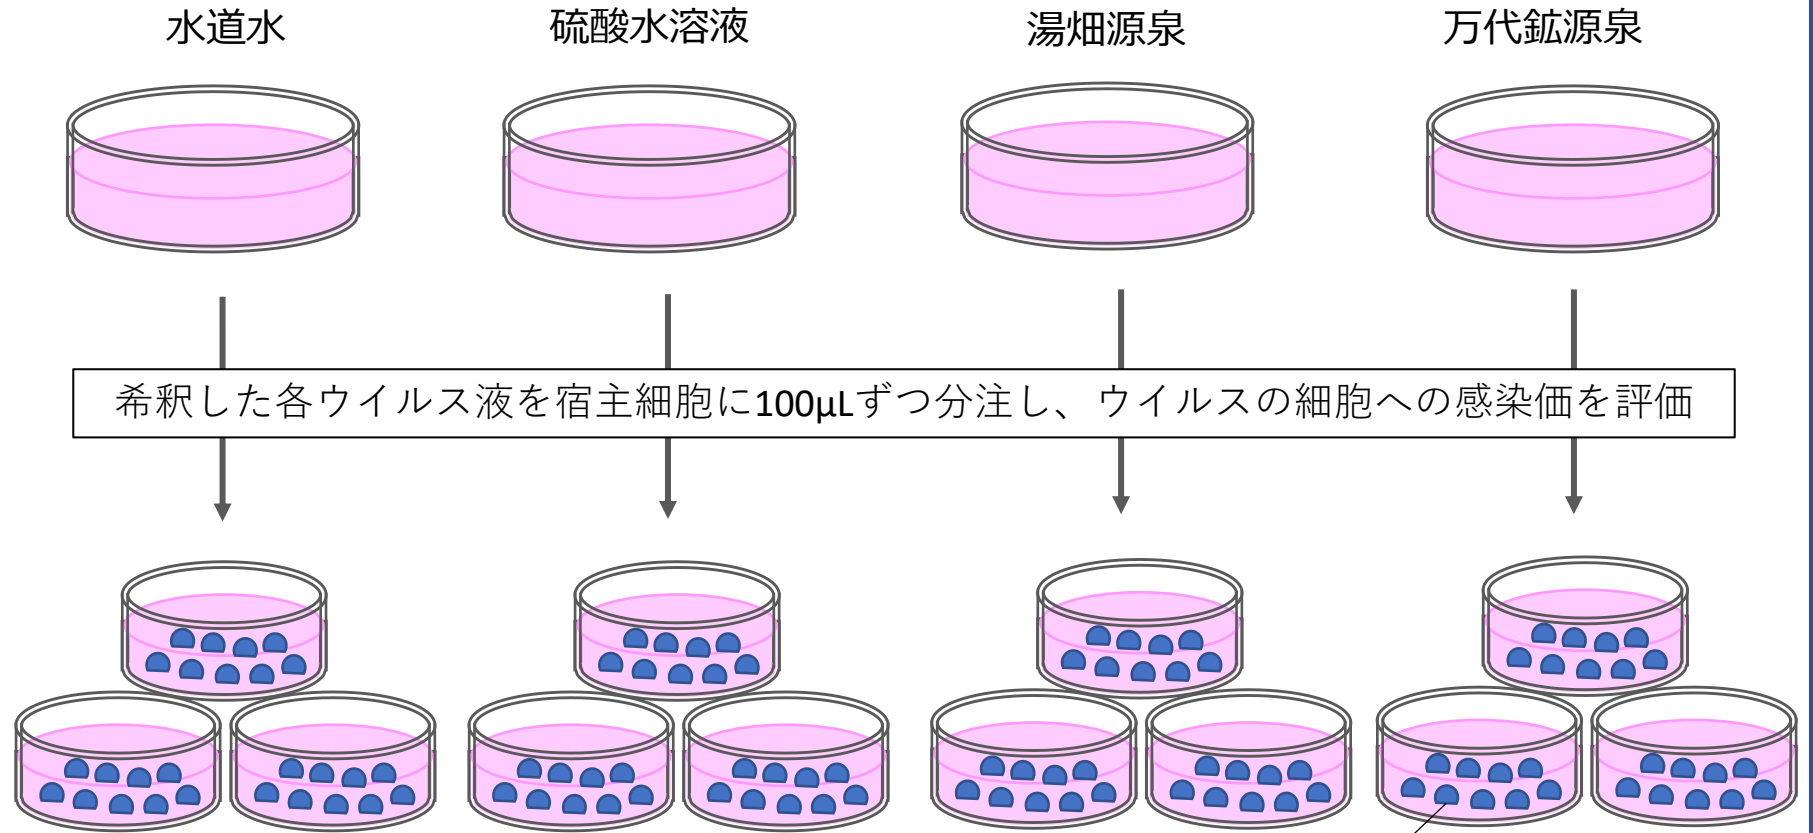 水道水
硫酸水溶液
湯畑源泉
万代鉱源泉
希釈した各ウイルス液を宿主細胞に100μLずつ分注し、ウイルスの細胞への感染価を評価